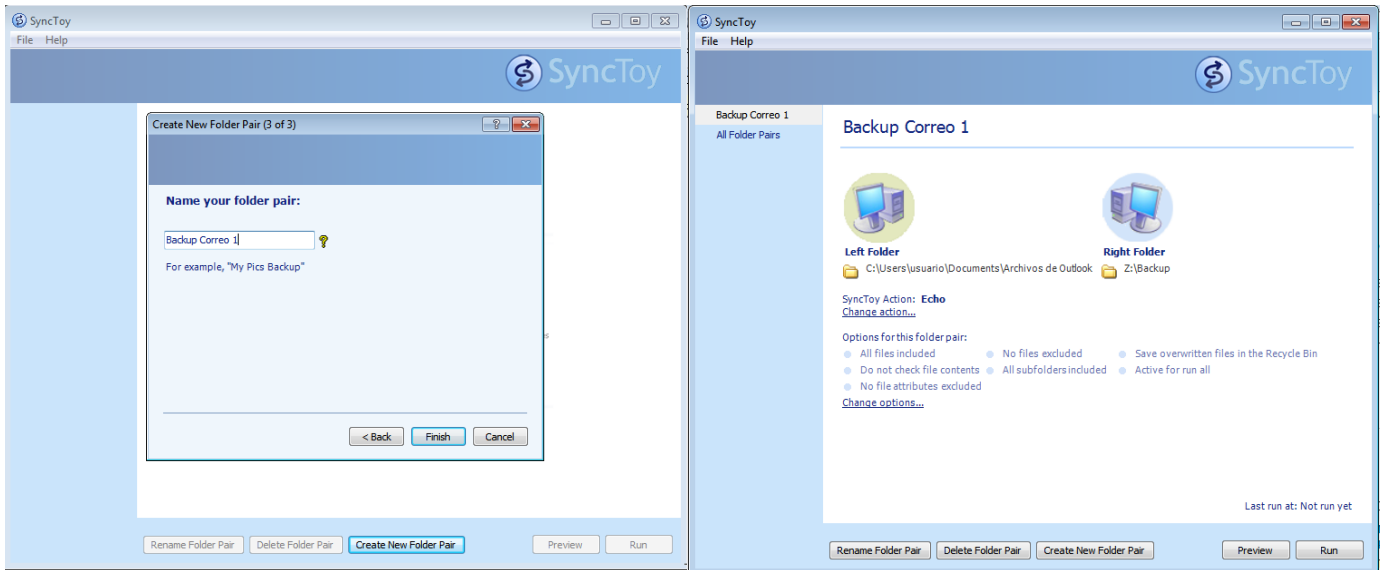 SyncToy
File Help
SyncToy
Create New Folder Pair (3 of 3)
Name your folder pair:
Backup Correo 1
For example, "My Pics Backup"
< Back Finish Cancel
Rename Folder Pair Delete Folder Pair Create New Folder Pair Preview Run
SyncToy
File Help
SyncToy
Backup Correo 1
All Folder Pairs
Backup Correo 1
Left Folder Right Folder
C:\Users\usuario\Documents\Archivos de Outlook Z:\Backup
SyncToy Action: Echo
Change action...
Options for this folder pair:
All files included No files excluded Save overwritten files in the Recycle Bin
Do not check file contents All subfolders included Active for run all
No file attributes excluded
Change options...
Last run at: Not run yet
Rename Folder Pair Delete Folder Pair Create New Folder Pair Preview Run